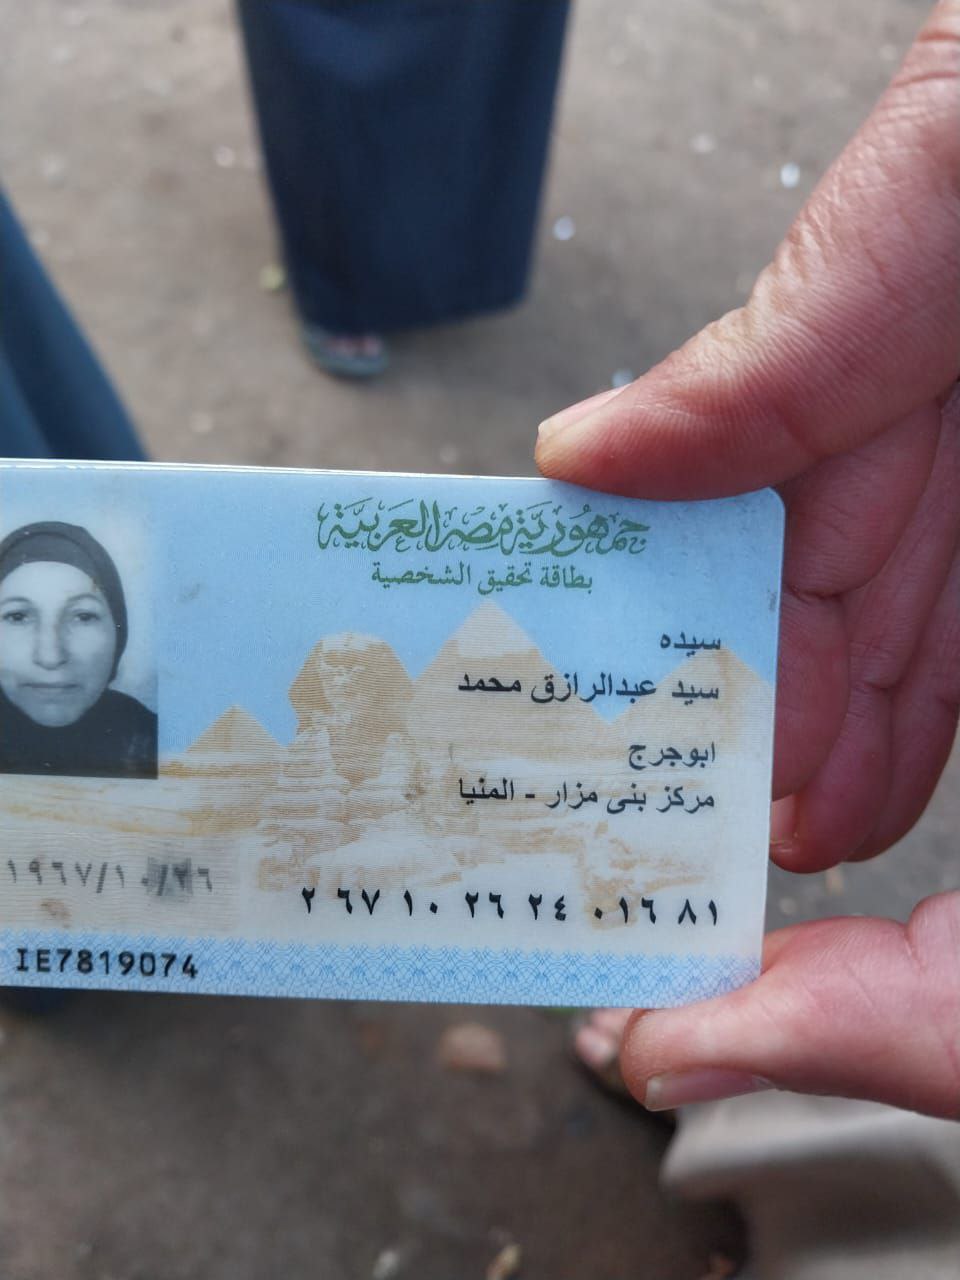 جمهورية مصر العربية
بطاقة تحقيق الشخصية
سيده
سيد عبدالرازق محمد
ابوجرج
مركز بنى مزار - المنيا
١٩٦٧/١٠/٢٦
٢ ٦٧ ١٠ ٢٦ ٢٤ ٠١٦ ٨١
IE7819074